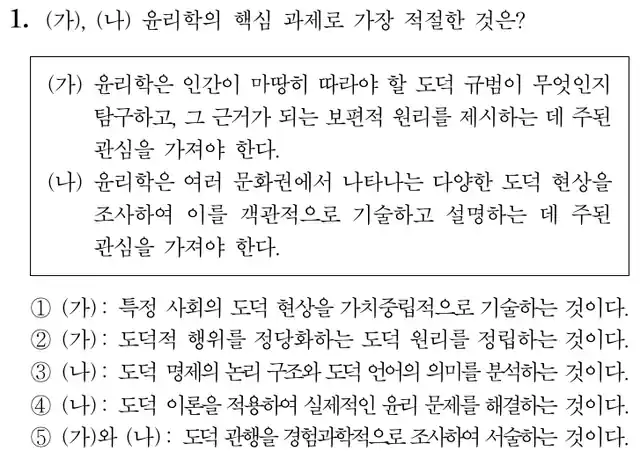 1. (가), (나) 윤리학의 핵심 과제로 가장 적절한 것은?
(가) 윤리학은 인간이 마땅히 따라야 할 도덕 규범이 무엇인지
탐구하고, 그 근거가 되는 보편적 원리를 제시하는 데 주된
관심을 가져야 한다.
(나) 윤리학은 여러 문화권에서 나타나는 다양한 도덕 현상을
조사하여 이를 객관적으로 기술하고 설명하는 데 주된
관심을 가져야 한다.
① (가): 특정 사회의 도덕 현상을 가치중립적으로 기술하는 것이다.
② (가): 도덕적 행위를 정당화하는 도덕 원리를 정립하는 것이다.
③ (나): 도덕 명제의 논리 구조와 도덕 언어의 의미를 분석하는 것이다.
④ (나): 도덕 이론을 적용하여 실제적인 윤리 문제를 해결하는 것이다.
⑤ (가)와 (나): 도덕 관행을 경험과학적으로 조사하여 서술하는 것이다.